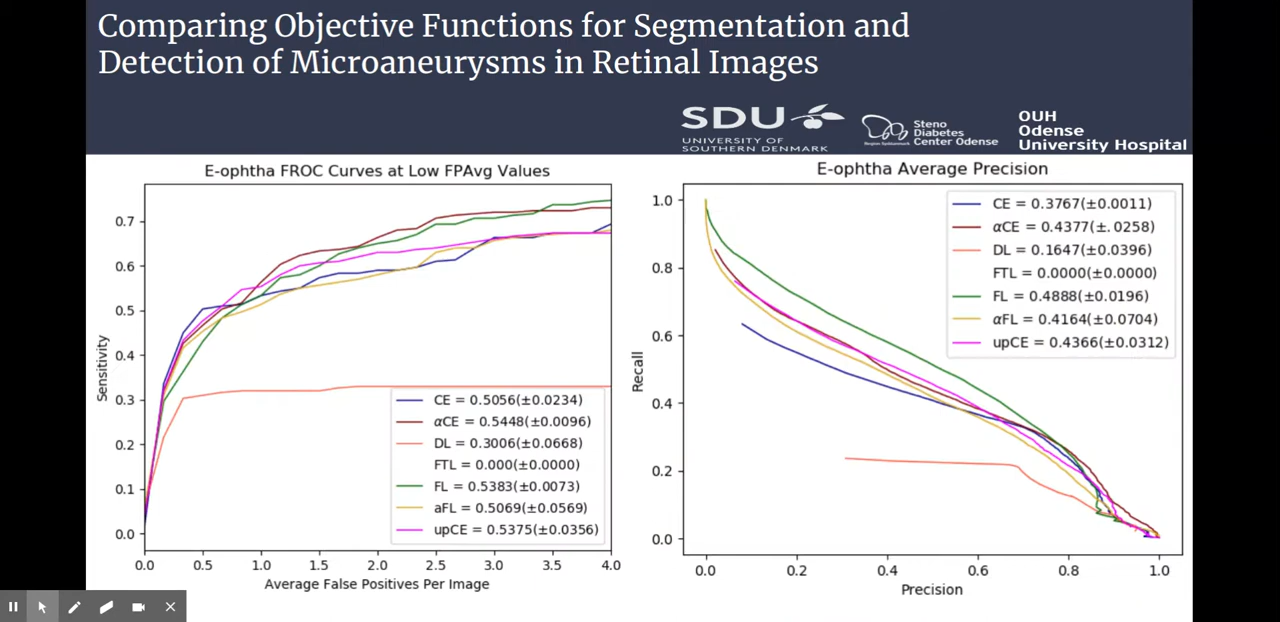 Comparing Objective Functions for Segmentation and
Detection of Microaneurysms in Retinal Images
SDU
UNIVERSITY OF
SOUTHERN DENMARK
Steno
Diabetes
Center Odense
Region Syddanmark
OUH
Odense
University Hospital
E-ophtha FROC Curves at Low FPAvg Values
Sensitivity
0.7
0.6
0.5
0.4
0.3
0.2
0.1
0.0
CE = 0.5056(±0.0234)
αCE = 0.5448(±0.0096)
DL = 0.3006(±0.0668)
FTL = 0.000(±0.0000)
FL = 0.5383(±0.0073)
aFL = 0.5069(±0.0569)
upCE = 0.5375(±0.0356)
0.0 0.5 1.0 1.5 2.0 2.5 3.0 3.5 4.0
Average False Positives Per Image
E-ophtha Average Precision
Recall
1.0
0.8
0.6
0.4
0.2
0.0
CE = 0.3767(±0.0011)
αCE = 0.4377(±.0258)
DL = 0.1647(±0.0396)
FTL = 0.0000(±0.0000)
FL = 0.4888(±0.0196)
αFL = 0.4164(±0.0704)
upCE = 0.4366(±0.0312)
0.0 0.2 0.4 0.6 0.8 1.0
Precision